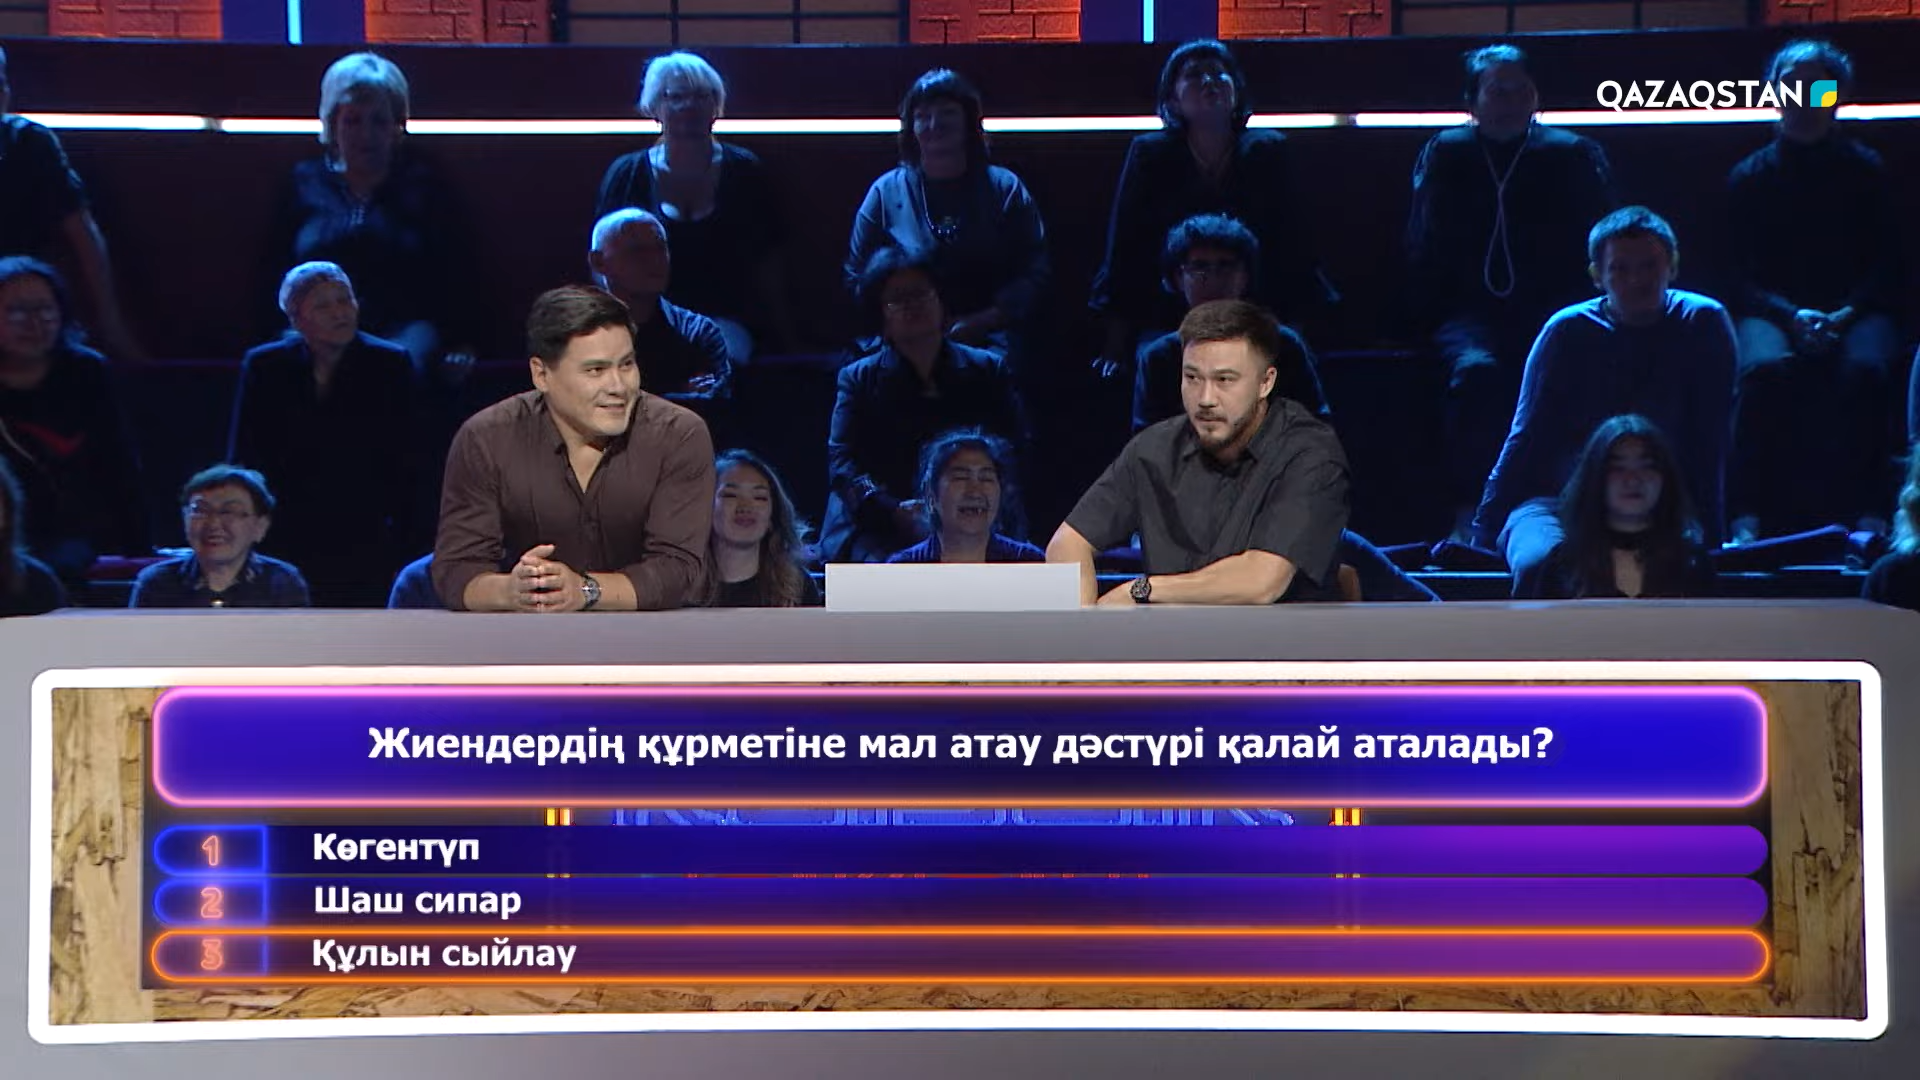 QAZAQSTAN
Жиендердің құрметіне мал атау дәстүрі қалай аталады?
1 Көгентүп
2 Шаш сипар
3 Құлын сыйлау